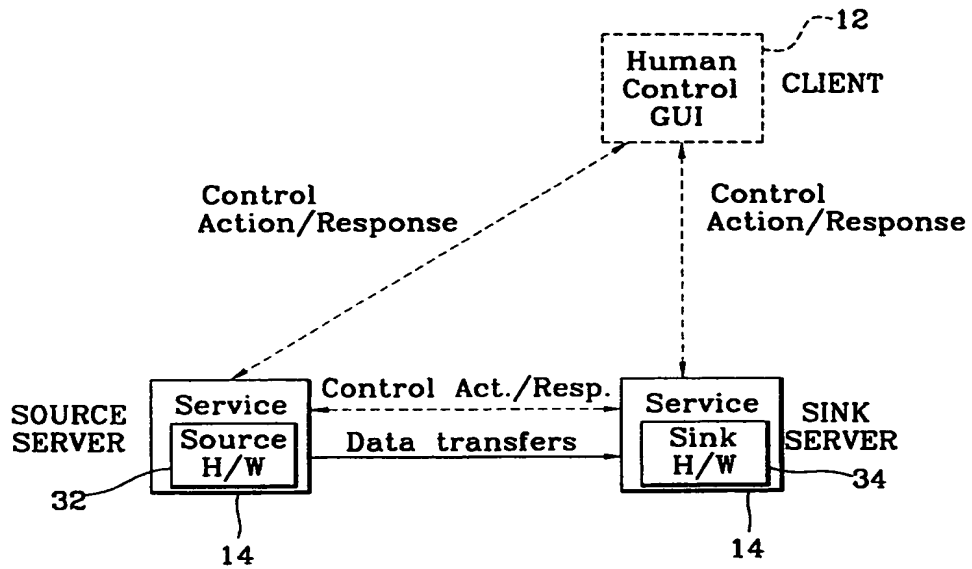 12
Human
Control
GUI
CLIENT
Control
Action/Response
Control
Action/Response
SOURCE
SERVER
Service
Source
H/W
Control Act./Resp.
Data transfers
Service
Sink
H/W
SINK
SERVER
32
34
14
14